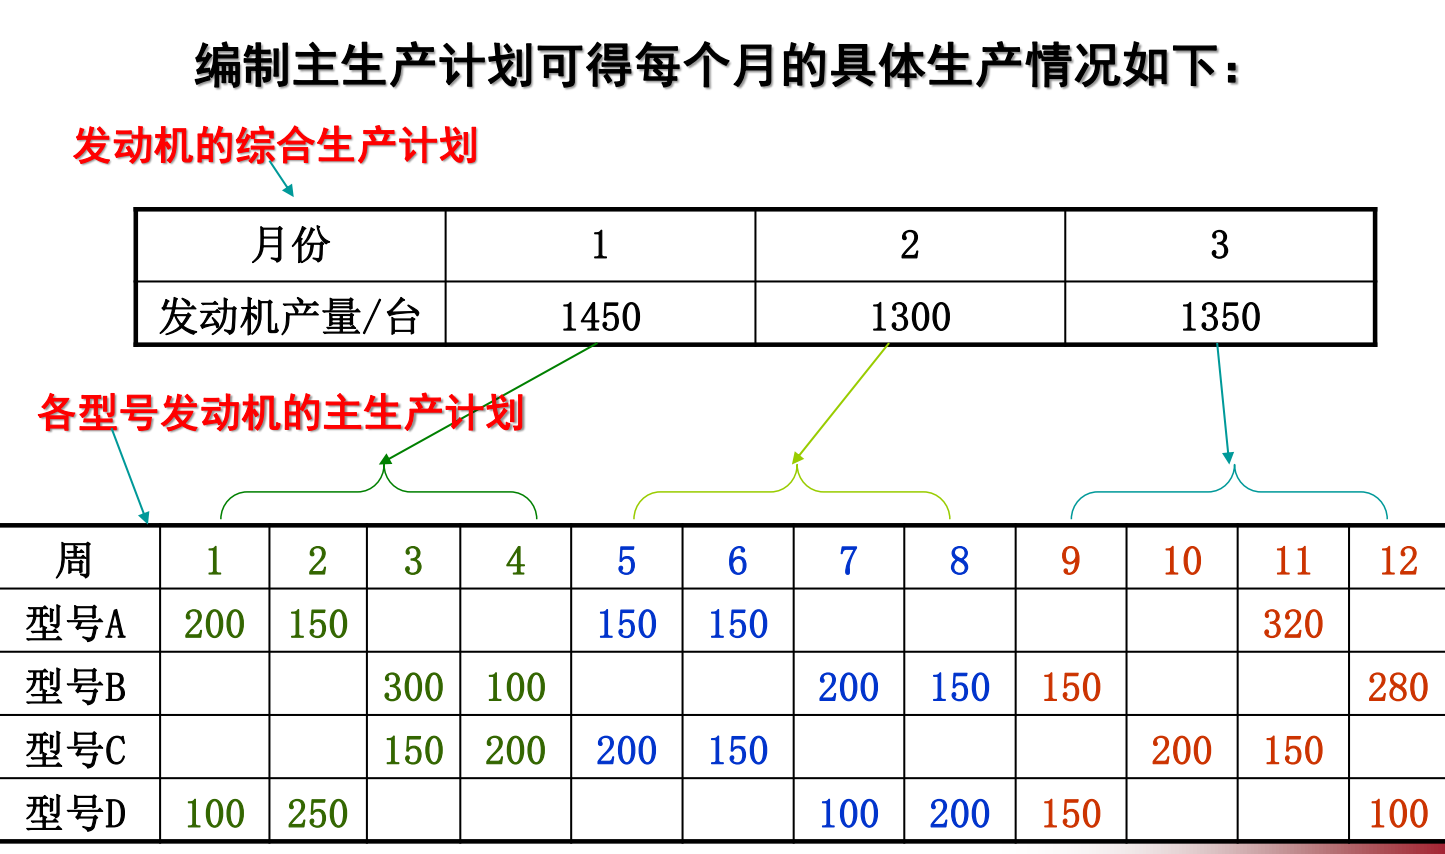 编制主生产计划可得每个月的具体生产情况如下：
发动机的综合生产计划
月份 1 2 3
发动机产量/台 1450 1300 1350
各型号发动机的主生产计划
周 1 2 3 4 5 6 7 8 9 10 11 12
型号A 200 150 150 150 320
型号B 300 100 200 150 150 280
型号C 150 200 200 150 200 150
型号D 100 250 100 200 150 100